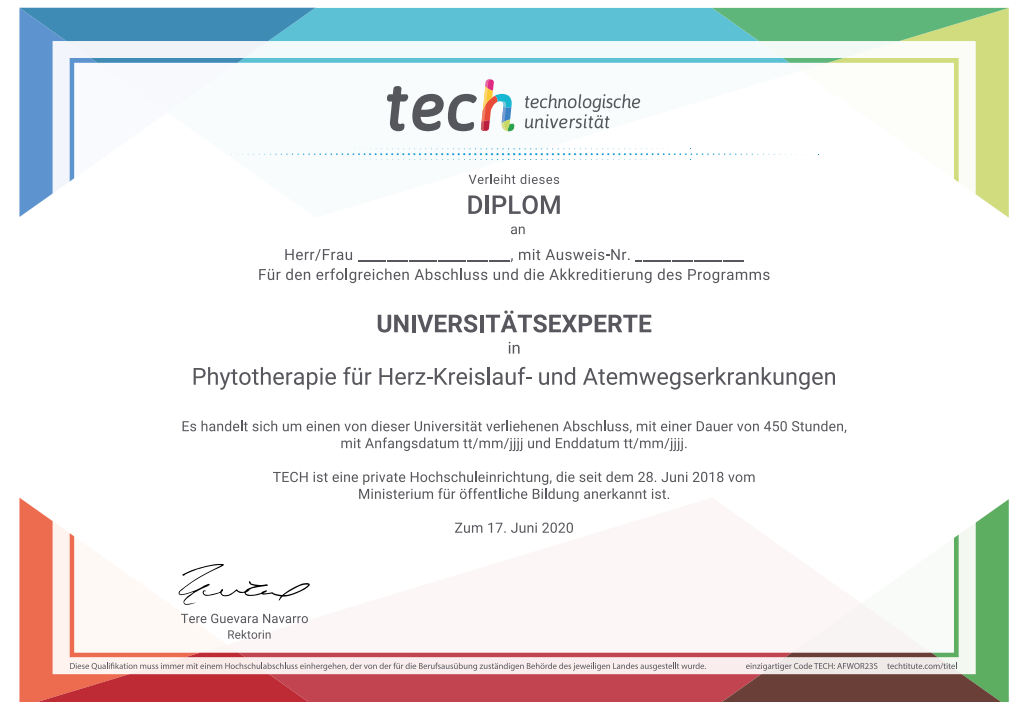 tech technologische
universität
Verleiht dieses
DIPLOM
an
Herr/Frau ____________________, mit Ausweis-Nr. ______________
Für den erfolgreichen Abschluss und die Akkreditierung des Programms
UNIVERSITÄTSEXPERTE
in
Phytotherapie für Herz-Kreislauf- und Atemwegserkrankungen
Es handelt sich um einen von dieser Universität verliehenen Abschluss, mit einer Dauer von 450 Stunden,
mit Anfangsdatum tt/mm/jjjj und Enddatum tt/mm/jjjj.
TECH ist eine private Hochschuleinrichtung, die seit dem 28. Juni 2018 vom
Ministerium für öffentliche Bildung anerkannt ist.
Zum 17. Juni 2020
Tere Guevara Navarro
Rektorin
Diese Qualifikation muss immer mit einem Hochschulabschluss einhergehen, der von der für die Berufsausübung zuständigen Behörde des jeweiligen Landes ausgestellt wurde. einzigartiger Code TECH: AFWOR23S techtitute.com/titel